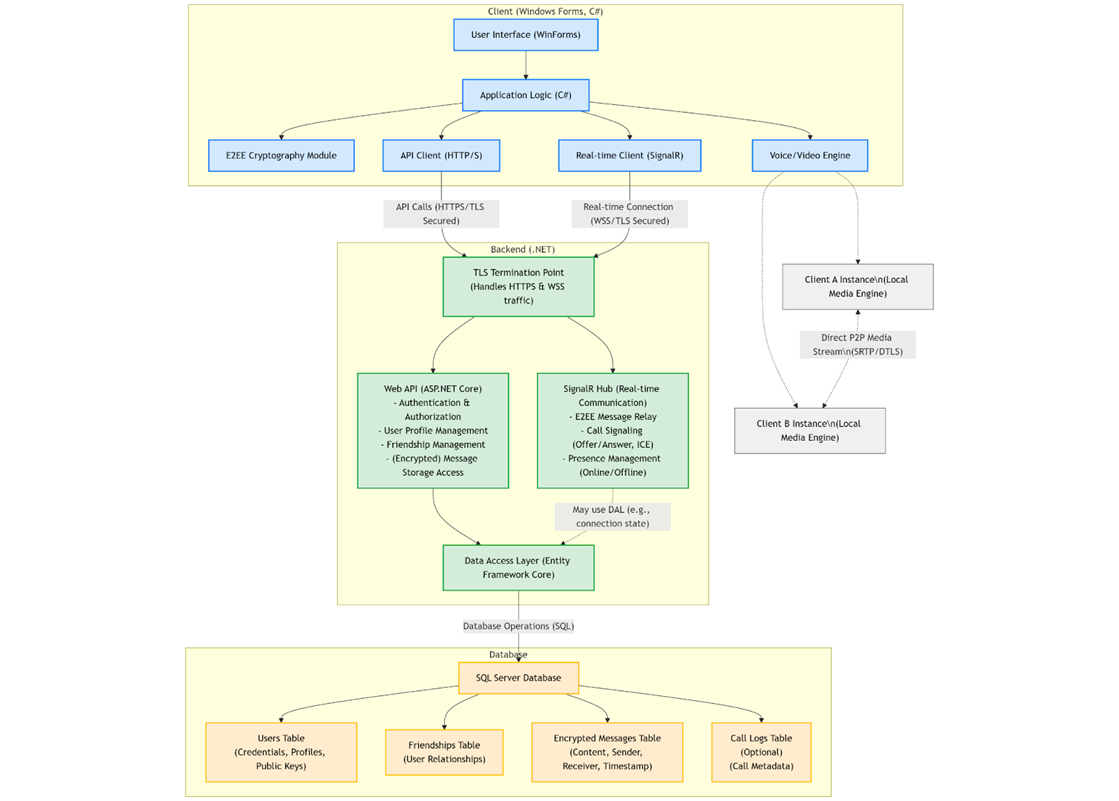 Client (Windows Forms, C#)
User Interface (WinForms)
Application Logic (C#)
E2EE Cryptography Module
API Client (HTTP/S)
Real-time Client (SignalR)
Voice/Video Engine
API Calls (HTTPS/TLS
Secured)
Real-time Connection
(WSS/TLS Secured)
Backend (.NET)
TLS Termination Point
(Handles HTTPS & WSS
traffic)
Client A Instance\n(Local
Media Engine)
Direct P2P Media
Stream\n(SRTP/DTLS)
Client B Instance\n(Local
Media Engine)
Web API (ASP.NET Core)
- Authentication &
Authorization
- User Profile Management
- Friendship Management
- (Encrypted) Message
Storage Access
SignalR Hub (Real-time
Communication)
- E2EE Message Relay
- Call Signaling
(Offer/Answer, ICE)
- Presence Management
(Online/Offline)
May use DAL (e.g.,
connection state)
Data Access Layer (Entity
Framework Core)
Database Operations (SQL)
Database
SQL Server Database
Users Table
(Credentials, Profiles,
Public Keys)
Friendships Table
(User Relationships)
Encrypted Messages Table
(Content, Sender,
Receiver, Timestamp)
Call Logs Table
(Optional)
(Call Metadata)